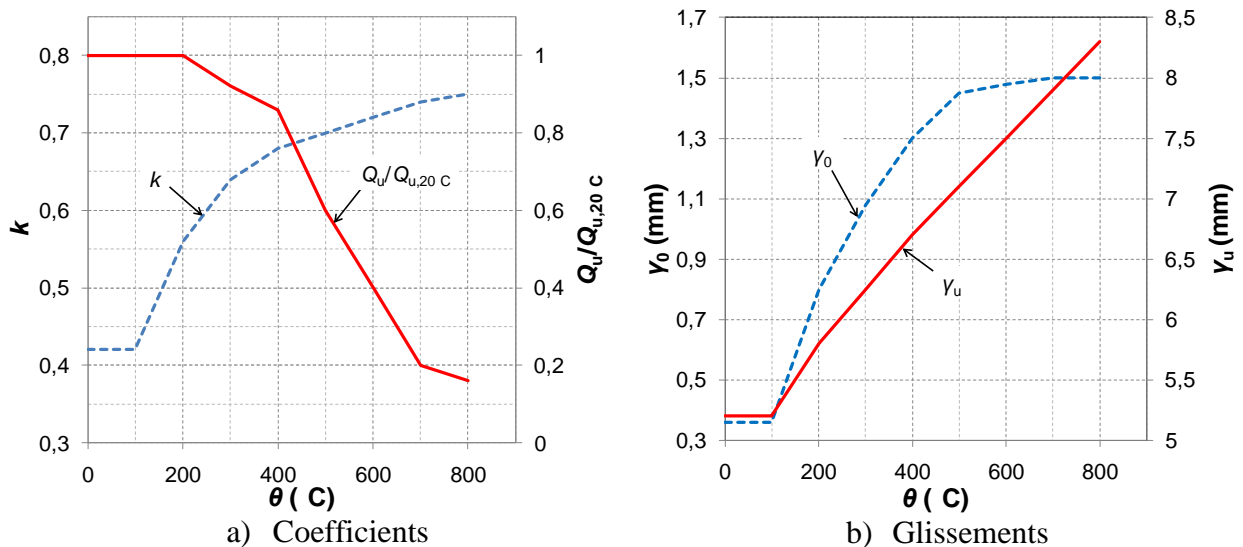 0,8
0,7
0,6
0,5
0,4
0,3
k
1
0,8
0,6
0,4
0,2
0
Qu/Qu,20 C
k
Qu/Qu,20 C
0 200 400 600 800
θ ( C)
a) Coefficients
1,7
1,5
1,3
1,1
0,9
0,7
0,5
0,3
γ0 (mm)
8,5
8
7,5
7
6,5
6
5,5
5
γu (mm)
γ0
γu
0 200 400 600 800
θ ( C)
b) Glissements